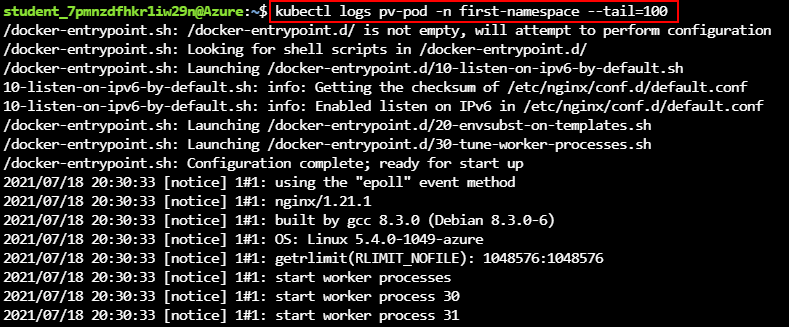 student_7pmnzdfhkr1iw29n@Azure:~$ kubectl logs pv-pod -n first-namespace --tail=100
/docker-entrypoint.sh: /docker-entrypoint.d/ is not empty, will attempt to perform configuration
/docker-entrypoint.sh: Looking for shell scripts in /docker-entrypoint.d/
/docker-entrypoint.sh: Launching /docker-entrypoint.d/10-listen-on-ipv6-by-default.sh
10-listen-on-ipv6-by-default.sh: info: Getting the checksum of /etc/nginx/conf.d/default.conf
10-listen-on-ipv6-by-default.sh: info: Enabled listen on IPv6 in /etc/nginx/conf.d/default.conf
/docker-entrypoint.sh: Launching /docker-entrypoint.d/20-envsubst-on-templates.sh
/docker-entrypoint.sh: Launching /docker-entrypoint.d/30-tune-worker-processes.sh
/docker-entrypoint.sh: Configuration complete; ready for start up
2021/07/18 20:30:33 [notice] 1#1: using the "epoll" event method
2021/07/18 20:30:33 [notice] 1#1: nginx/1.21.1
2021/07/18 20:30:33 [notice] 1#1: built by gcc 8.3.0 (Debian 8.3.0-6)
2021/07/18 20:30:33 [notice] 1#1: OS: Linux 5.4.0-1049-azure
2021/07/18 20:30:33 [notice] 1#1: getrlimit(RLIMIT_NOFILE): 1048576:1048576
2021/07/18 20:30:33 [notice] 1#1: start worker processes
2021/07/18 20:30:33 [notice] 1#1: start worker process 30
2021/07/18 20:30:33 [notice] 1#1: start worker process 31